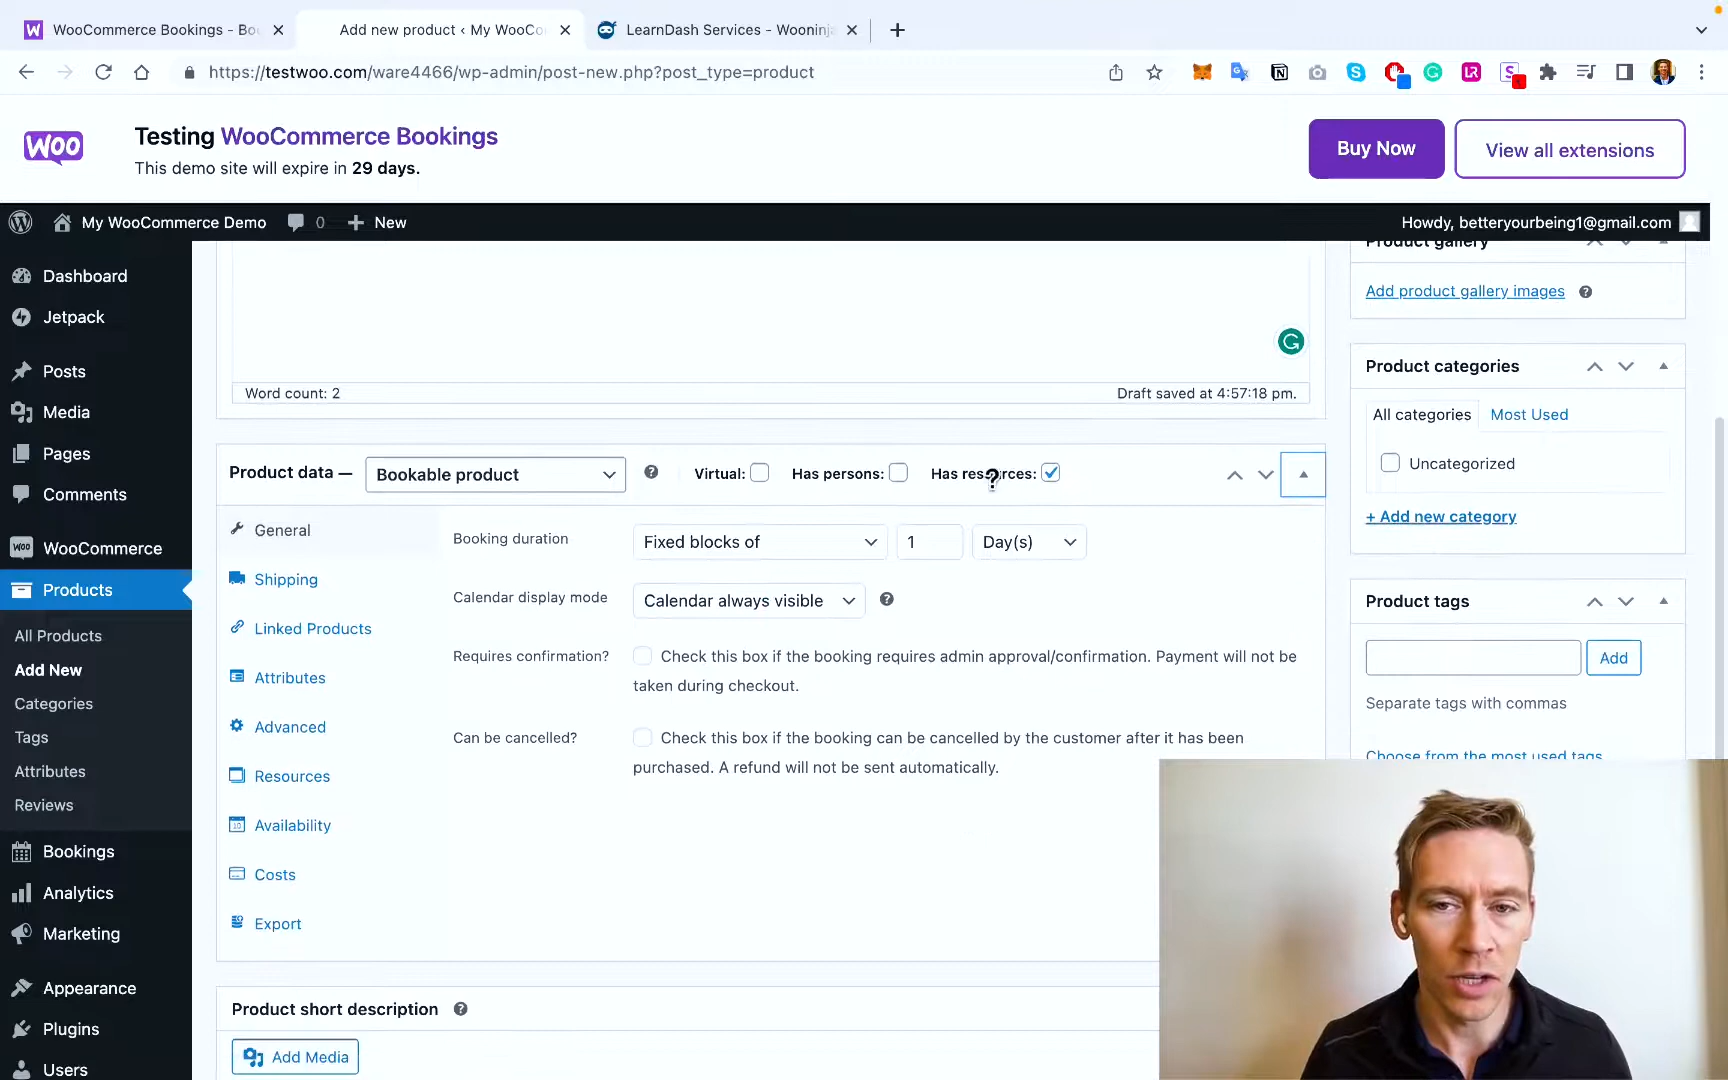 WooCommerce Bookings - Bo
Add new product ‹ My WooCo
LearnDash Services - Wooninja
https://testwoo.com/ware4466/wp-admin/post-new.php?post_type=product
WOO
Testing WooCommerce Bookings
This demo site will expire in 29 days.
Buy Now
View all extensions
My WooCommerce Demo
0
New
Howdy, betteryourbeing1@gmail.com
Dashboard
Jetpack
Posts
Media
Pages
Comments
WooCommerce
Products
All Products
Add New
Categories
Tags
Attributes
Reviews
Bookings
Analytics
Marketing
Appearance
Plugins
Users
Word count: 2
Draft saved at 4:57:18 pm.
Product data —
Bookable product
Virtual:
Has persons:
Has resources:
General
Shipping
Linked Products
Attributes
Advanced
Resources
Availability
Costs
Export
Booking duration
Fixed blocks of
1
Day(s)
Calendar display mode
Calendar always visible
Requires confirmation?
Check this box if the booking requires admin approval/confirmation. Payment will not be
taken during checkout.
Can be cancelled?
Check this box if the booking can be cancelled by the customer after it has been
purchased. A refund will not be sent automatically.
Product short description
Add Media
Product gallery
Add product gallery images
Product categories
All categories
Most Used
Uncategorized
+ Add new category
Product tags
Add
Separate tags with commas
Choose from the most used tags